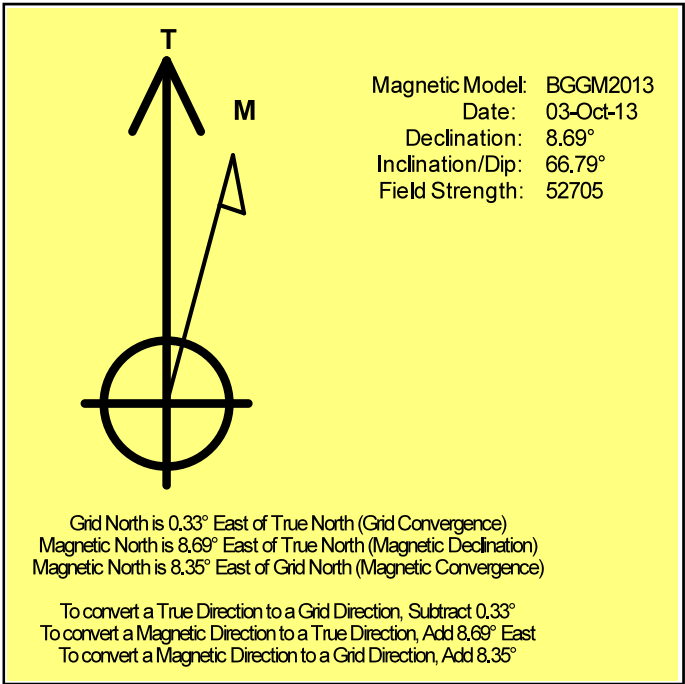 T
M
Magnetic Model: BGGM2013
Date: 03-Oct-13
Declination: 8.69°
Inclination/Dip: 66.79°
Field Strength: 52705
Grid North is 0.33° East of True North (Grid Convergence)
Magnetic North is 8.69° East of True North (Magnetic Declination)
Magnetic North is 8.35° East of Grid North (Magnetic Convergence)
To convert a True Direction to a Grid Direction, Subtract 0.33°
To convert a Magnetic Direction to a True Direction, Add 8.69° East
To convert a Magnetic Direction to a Grid Direction, Add 8.35°